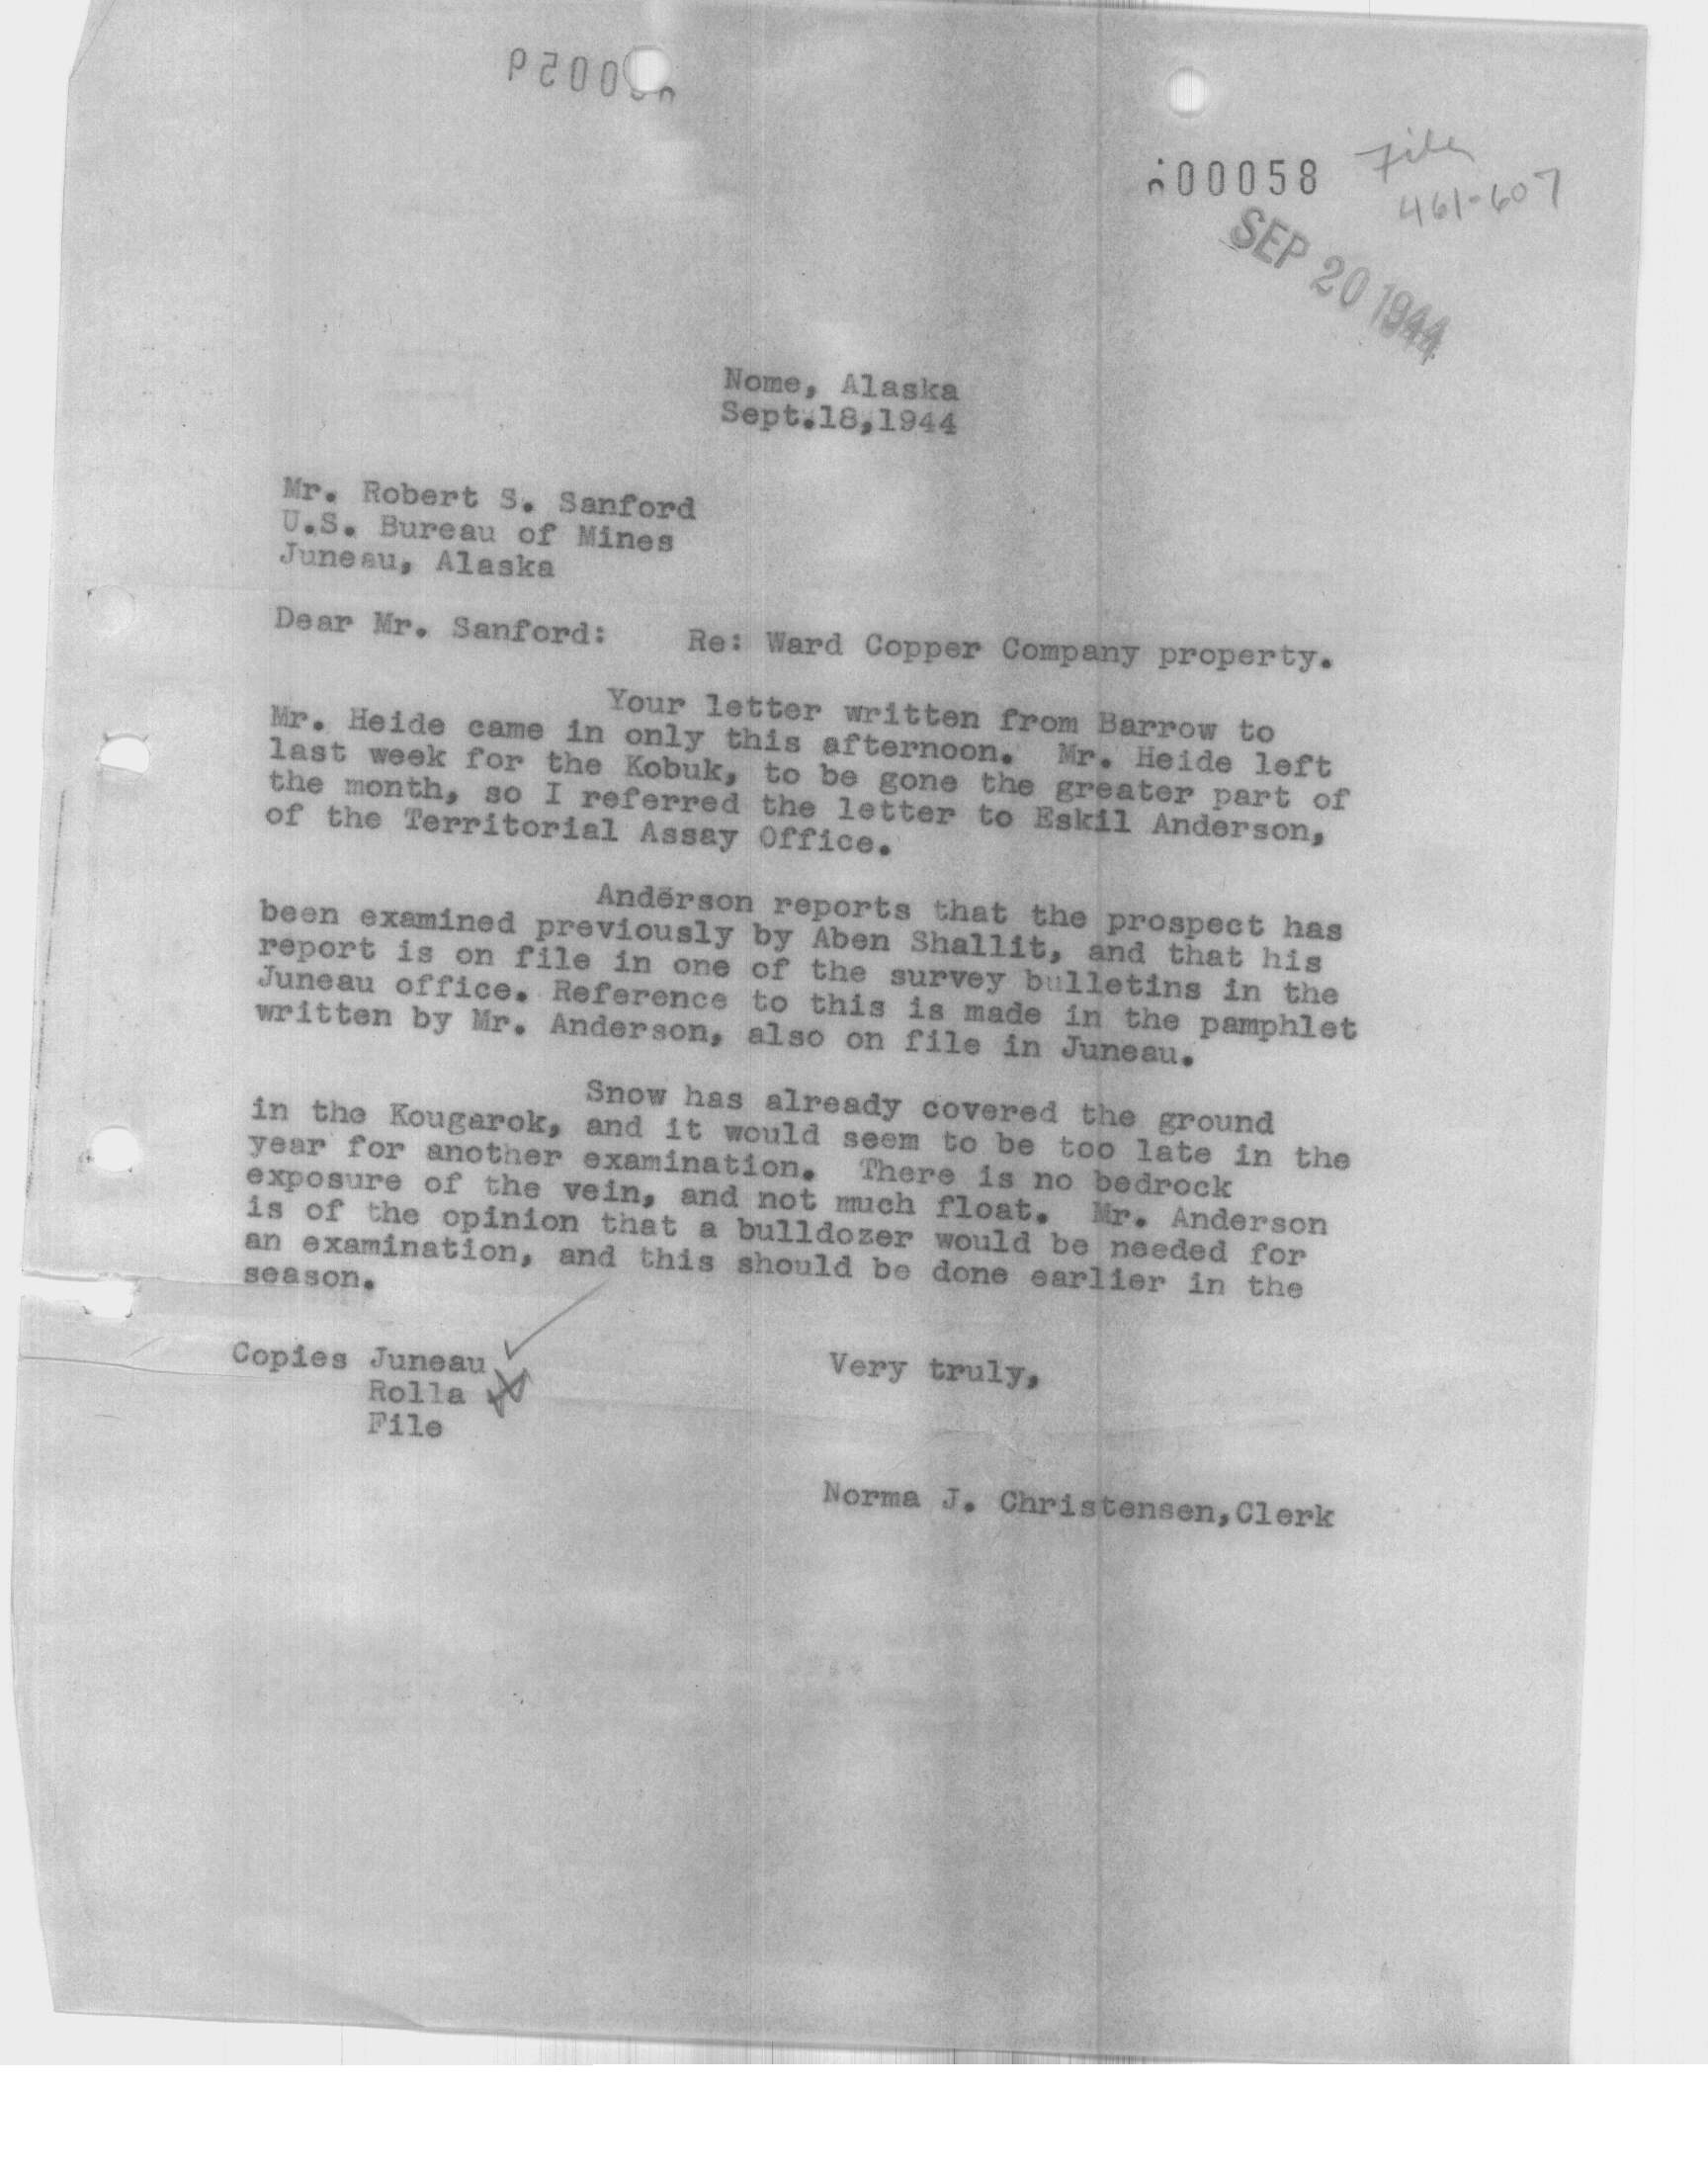 00058
File
461-607
SEP 20 1944
Nome, Alaska
Sept.18,1944
Mr. Robert S. Sanford
U.S. Bureau of Mines
Juneau, Alaska
Dear Mr. Sanford:
Re: Ward Copper Company property.
Your letter written from Barrow to
Mr. Heide came in only this afternoon. Mr. Heide left
last week for the Kobuk, to be gone the greater part of
the month, so I referred the letter to Eskil Anderson,
of the Territorial Assay Office.
Anderson reports that the prospect has
been examined previously by Aben Shallit, and that his
report is on file in one of the survey bulletins in the
Juneau office. Reference to this is made in the pamphlet
written by Mr. Anderson, also on file in Juneau.
Snow has already covered the ground
in the Kougarok, and it would seem to be too late in the
year for another examination. There is no bedrock
exposure of the vein, and not much float. Mr. Anderson
is of the opinion that a bulldozer would be needed for
an examination, and this should be done earlier in the
season.
Copies Juneau
Rolla
File
Very truly,
Norma J. Christensen,Clerk